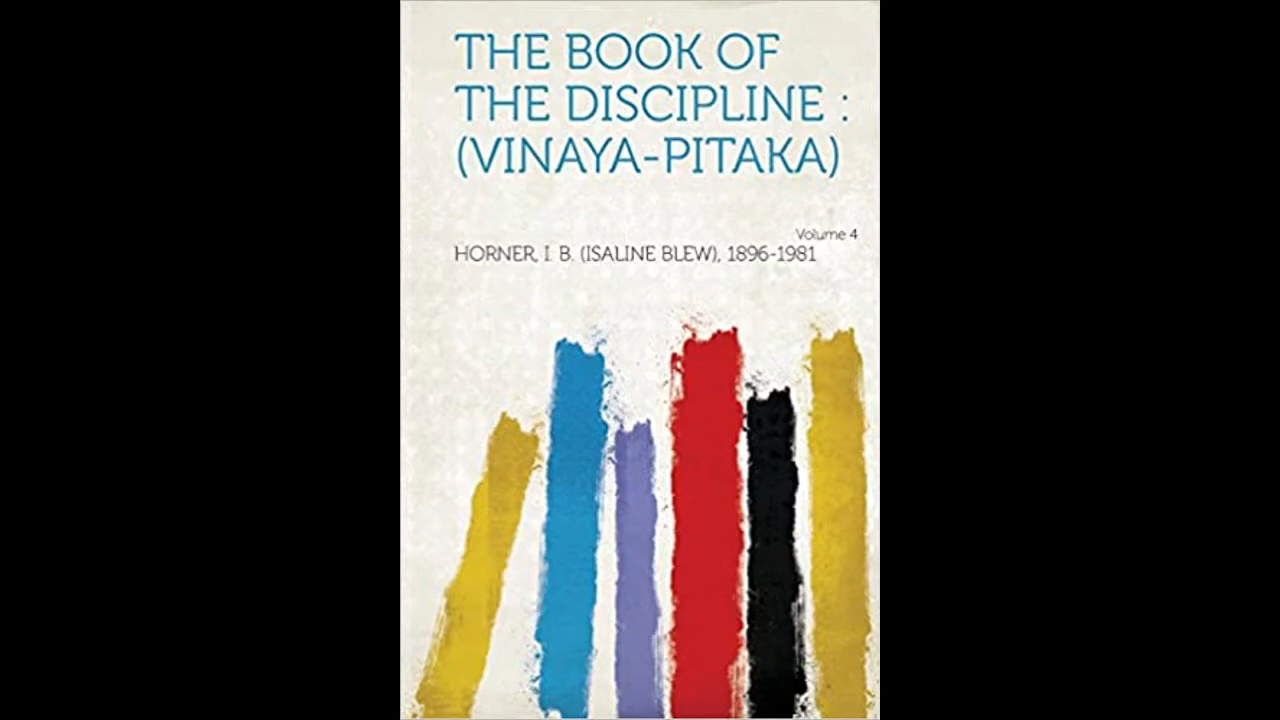 THE BOOK OF
THE DISCIPLINE :
(VINAYA-PITAKA)
Volume 4
HORNER, I. B. (ISALINE BLEW), 1896-1981